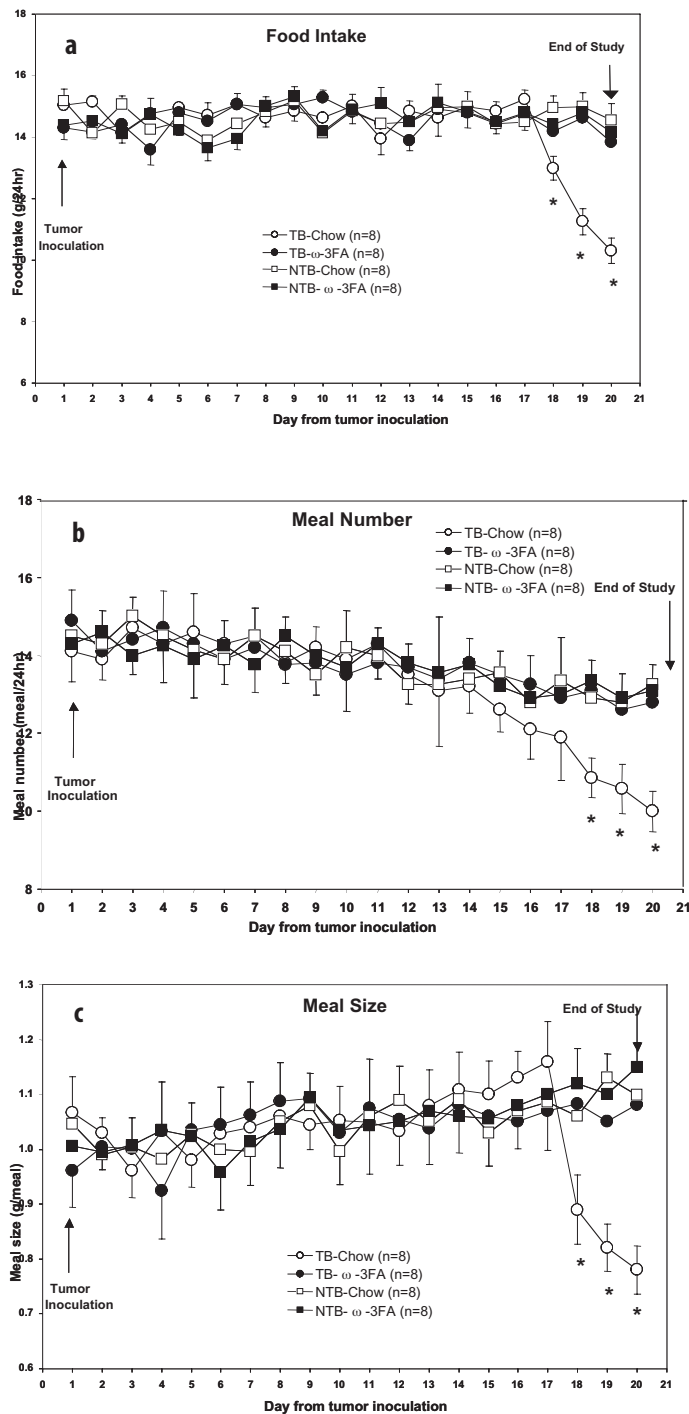 a
Food Intake
End of Study
18
16
14
12
10
8
6
Food intake (g/24hr)
Tumor
Inoculation
TB-Chow (n=8)
TB-ω-3FA (n=8)
NTB-Chow (n=8)
NTB- ω -3FA (n=8)
*
*
*
0 1 2 3 4 5 6 7 8 9 10 11 12 13 14 15 16 17 18 19 20 21
Day from tumor inoculation
b
Meal Number
TB-Chow (n=8)
TB- ω -3FA (n=8)
NTB-Chow (n=8)
NTB- ω -3FA (n=8)
End of Study
18
16
14
12
10
8
Meal number (meal/24hr)
Tumor
Inoculation
*
*
*
0 1 2 3 4 5 6 7 8 9 10 11 12 13 14 15 16 17 18 19 20 21
Day from tumor inoculation
c
Meal Size
End of Study
1.3
1.2
1.1
1.0
0.9
0.8
0.7
0.6
Meal size (g/meal)
Tumor
Inoculation
TB-Chow (n=8)
TB- ω -3FA (n=8)
NTB-Chow (n=8)
NTB- ω -3FA (n=8)
*
*
*
0 1 2 3 4 5 6 7 8 9 10 11 12 13 14 15 16 17 18 19 20 21
Day from tumor inoculation